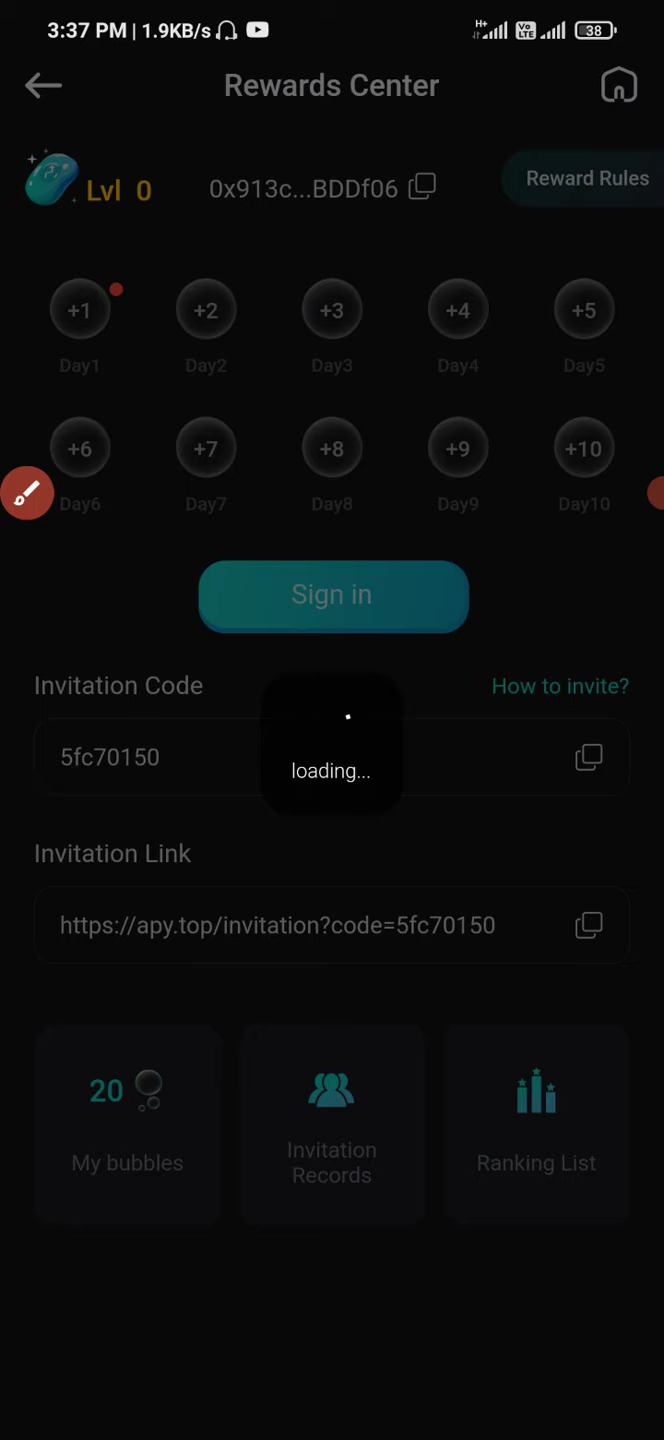 3:37 PM | 1.9KB/s
H+
Vo
LTE
38
Rewards Center
Lvl 0
0x913c...BDDf06
Reward Rules
+1
+2
+3
+4
+5
Day1
Day2
Day3
Day4
Day5
+6
+7
+8
+9
+10
Day6
Day7
Day8
Day9
Day10
Sign in
Invitation Code
How to invite?
5fc70150
loading...
Invitation Link
https://apy.top/invitation?code=5fc70150
20
My bubbles
Invitation
Records
Ranking List